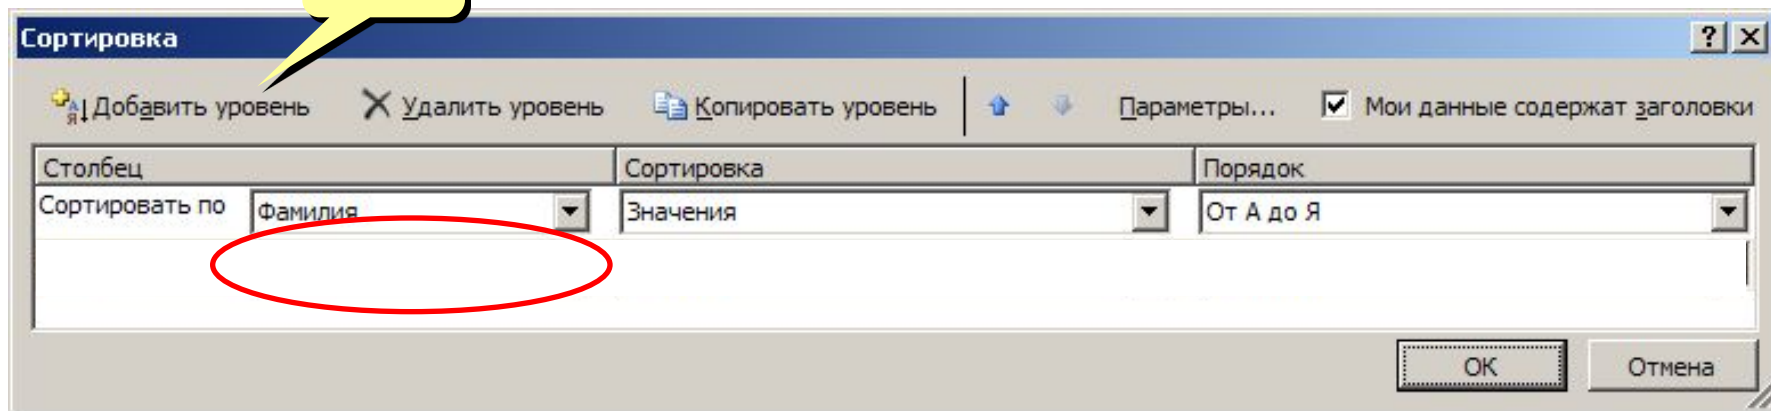 Сортировка
Добавить уровень Удалить уровень Копировать уровень Параметры... Мои данные содержат заголовки
Столбец Сортировка Порядок
Сортировать по Фамилия Значения От А до Я
ОК Отмена